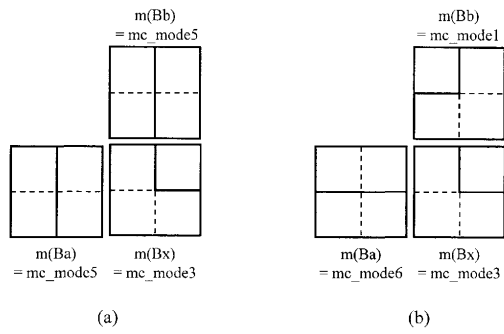 m(Bb)
= mc_mode5
m(Ba)
= mc_mode5
m(Bx)
= mc_mode3
(a)
m(Bb)
= mc_mode1
m(Ba)
= mc_mode6
m(Bx)
= mc_mode3
(b)